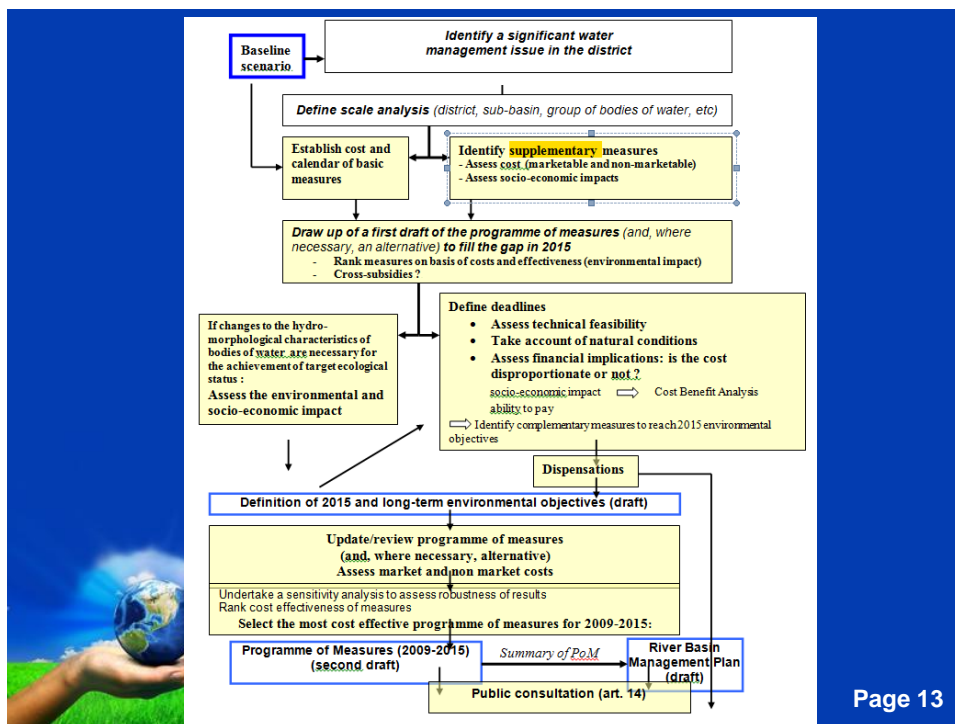 Identify a significant water
management issue in the district
Baseline
scenario
Define scale analysis (district, sub-basin, group of bodies of water, etc)
Establish cost and
calendar of basic
measures
Identify supplementary measures
- Assess cost (marketable and non-marketable)
- Assess socio-economic impacts
Draw up of a first draft of the programme of measures (and, where
necessary, an alternative) to fill the gap in 2015
- Rank measures on basis of costs and effectiveness (environmental impact)
- Cross-subsidies ?
If changes to the hydro-
morphological characteristics of
bodies of water are necessary for
the achievement of target ecological
status :
Assess the environmental and
socio-economic impact
Define deadlines
• Assess technical feasibility
• Take account of natural conditions
• Assess financial implications: is the cost
disproportionate or not ?
socio-economic impact Cost Benefit Analysis
ability to pay
Identify complementary measures to reach 2015 environmental
objectives
Dispensations
Definition of 2015 and long-term environmental objectives (draft)
Update/review programme of measures
(and, where necessary, alternative)
Assess market and non market costs
Undertake a sensitivity analysis to assess robustness of results
Rank cost effectiveness of measures
Select the most cost effective programme of measures for 2009-2015:
Programme of Measures (2009-2015)
(second draft)
Summary of PoM
River Basin
Management Plan
(draft)
Public consultation (art. 14)
Page 13